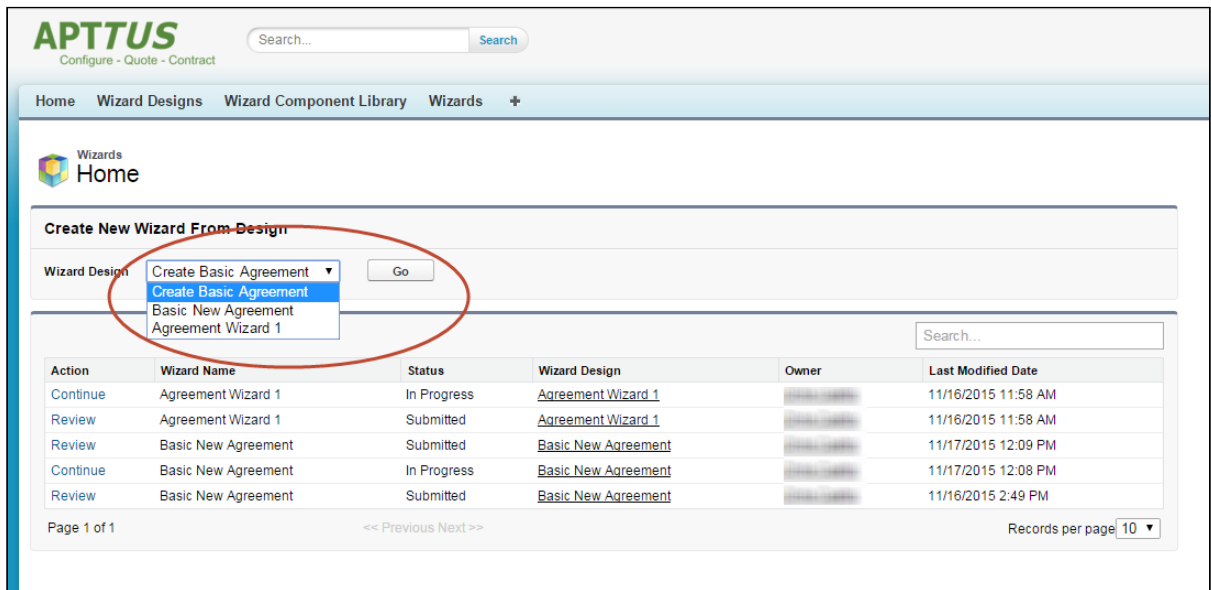 APTTUS
Configure - Quote - Contract
Search...
Search
Home Wizard Designs Wizard Component Library Wizards +
Wizards
Home
Create New Wizard From Design
Wizard Design Create Basic Agreement ▼ Go
Create Basic Agreement
Basic New Agreement
Agreement Wizard 1
Search...
Action Wizard Name Status Wizard Design Owner Last Modified Date
Continue Agreement Wizard 1 In Progress Agreement Wizard 1 11/16/2015 11:58 AM
Review Agreement Wizard 1 Submitted Agreement Wizard 1 11/16/2015 11:58 AM
Review Basic New Agreement Submitted Basic New Agreement 11/17/2015 12:09 PM
Continue Basic New Agreement In Progress Basic New Agreement 11/17/2015 12:08 PM
Review Basic New Agreement Submitted Basic New Agreement 11/16/2015 2:49 PM
Page 1 of 1 << Previous Next >> Records per page 10 ▼